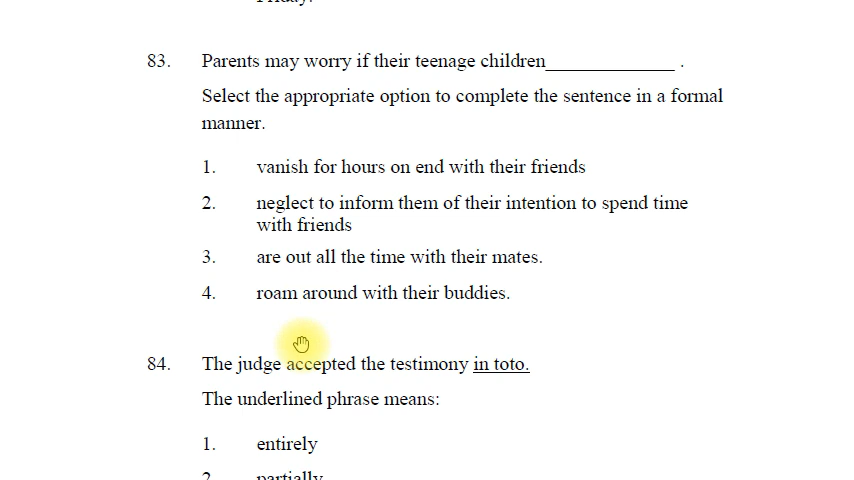 83. Parents may worry if their teenage children_____________ .
Select the appropriate option to complete the sentence in a formal
manner.
1. vanish for hours on end with their friends
2. neglect to inform them of their intention to spend time
with friends
3. are out all the time with their mates.
4. roam around with their buddies.
84. The judge accepted the testimony in toto.
The underlined phrase means:
1. entirely
2. partially